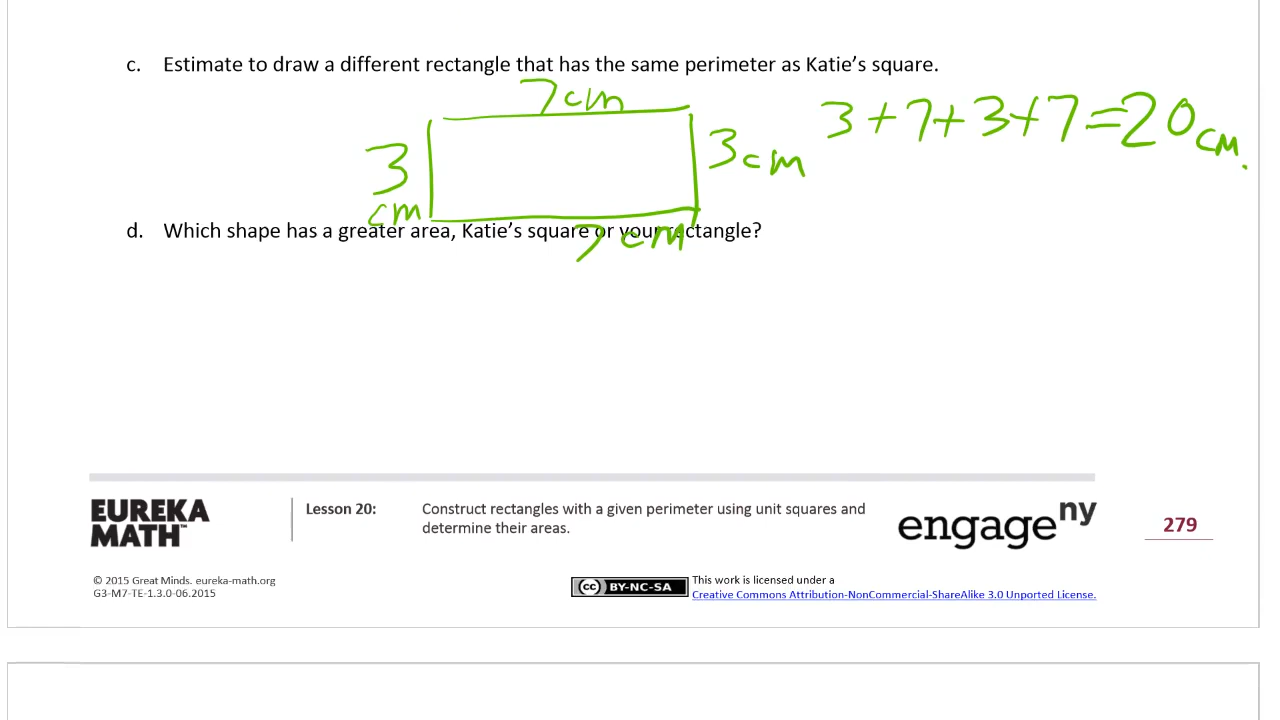 c. Estimate to draw a different rectangle that has the same perimeter as Katie's square.
7cm
3+7+3+7=20cm.
3
cm
3cm
d. Which shape has a greater area, Katie's square or your rectangle?
7cm
EUREKA
MATH™
Lesson 20:
Construct rectangles with a given perimeter using unit squares and
determine their areas.
engageny
279
© 2015 Great Minds. eureka-math.org
G3-M7-TE-1.3.0-06.2015
cc BY-NC-SA
This work is licensed under a
Creative Commons Attribution-NonCommercial-ShareAlike 3.0 Unported License.